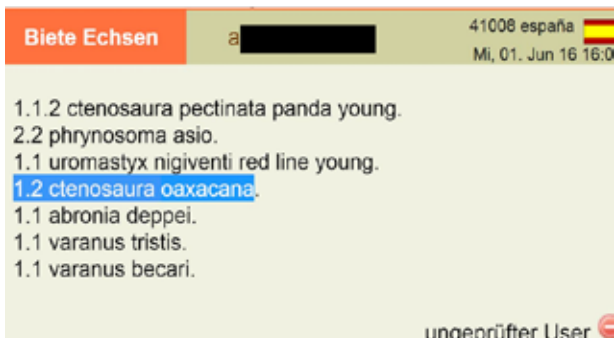 Biete Echsen
a
41008 españa
Mi, 01. Jun 16 16:0
1.1.2 ctenosaura pectinata panda young.
2.2 phrynosoma asio.
1.1 uromastyx nigiventi red line young.
1.2 ctenosaura oaxacana.
1.1 abronia deppei.
1.1 varanus tristis.
1.1 varanus becari.
ungeprüfter User